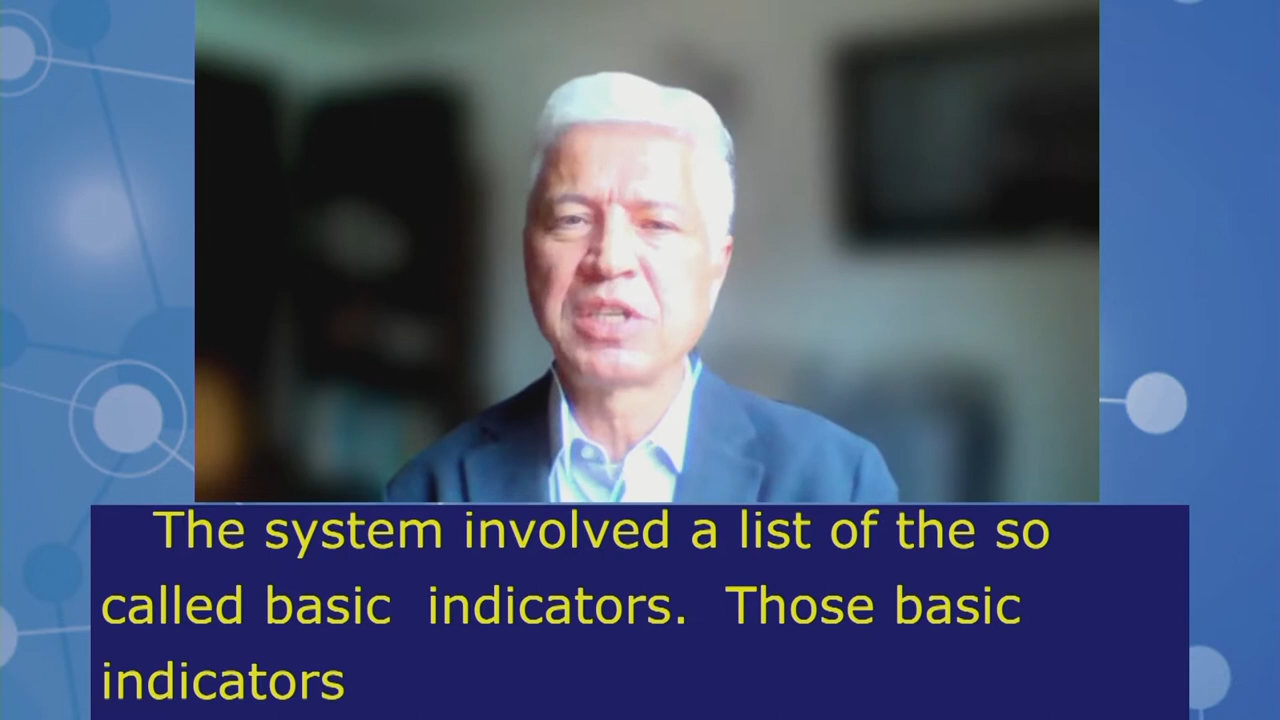 The system involved a list of the so
called basic  indicators.  Those basic
indicators